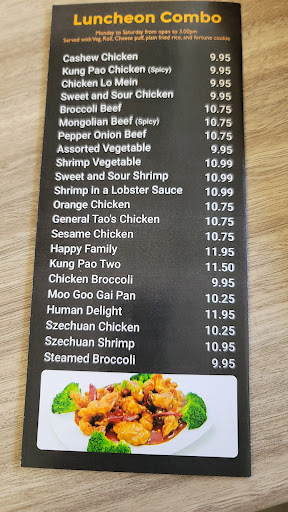 Luncheon Combo
Monday to Saturday from open to 3:00pm
Served with Veg. Roll, Cheese puff, plain fried rice, and fortune cookie
Cashew Chicken 9.95
Kung Pao Chicken (Spicy) 9.95
Chicken Lo Mein 9.95
Sweet and Sour Chicken 9.95
Broccoli Beef 10.75
Mongolian Beef (Spicy) 10.75
Pepper Onion Beef 10.75
Assorted Vegetable 9.95
Shrimp Vegetable 10.99
Sweet and Sour Shrimp 10.99
Shrimp in a Lobster Sauce 10.99
Orange Chicken 10.75
General Tao's Chicken 10.75
Sesame Chicken 10.75
Happy Family 11.95
Kung Pao Two 11.50
Chicken Broccoli 9.95
Moo Goo Gai Pan 10.25
Human Delight 11.95
Szechuan Chicken 10.25
Szechuan Shrimp 10.95
Steamed Broccoli 9.95